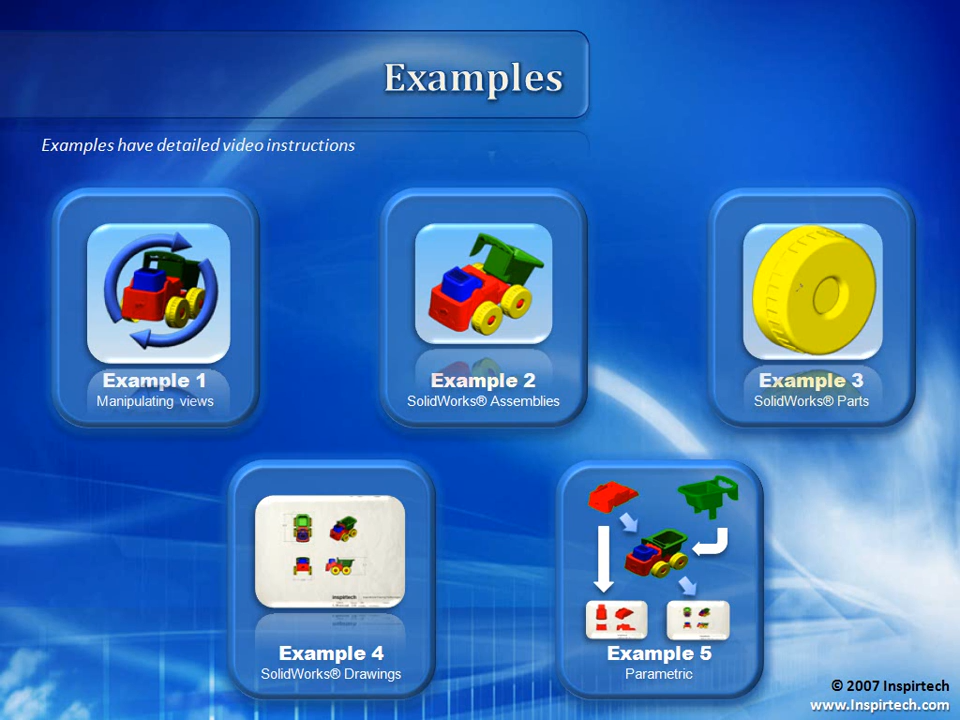 Examples
Examples have detailed video instructions
Example 1
Manipulating views
Example 2
SolidWorks® Assemblies
Example 3
SolidWorks® Parts
inspirtech
Example 4
SolidWorks® Drawings
Example 5
Parametric
© 2007 Inspirtech
www.Inspirtech.com